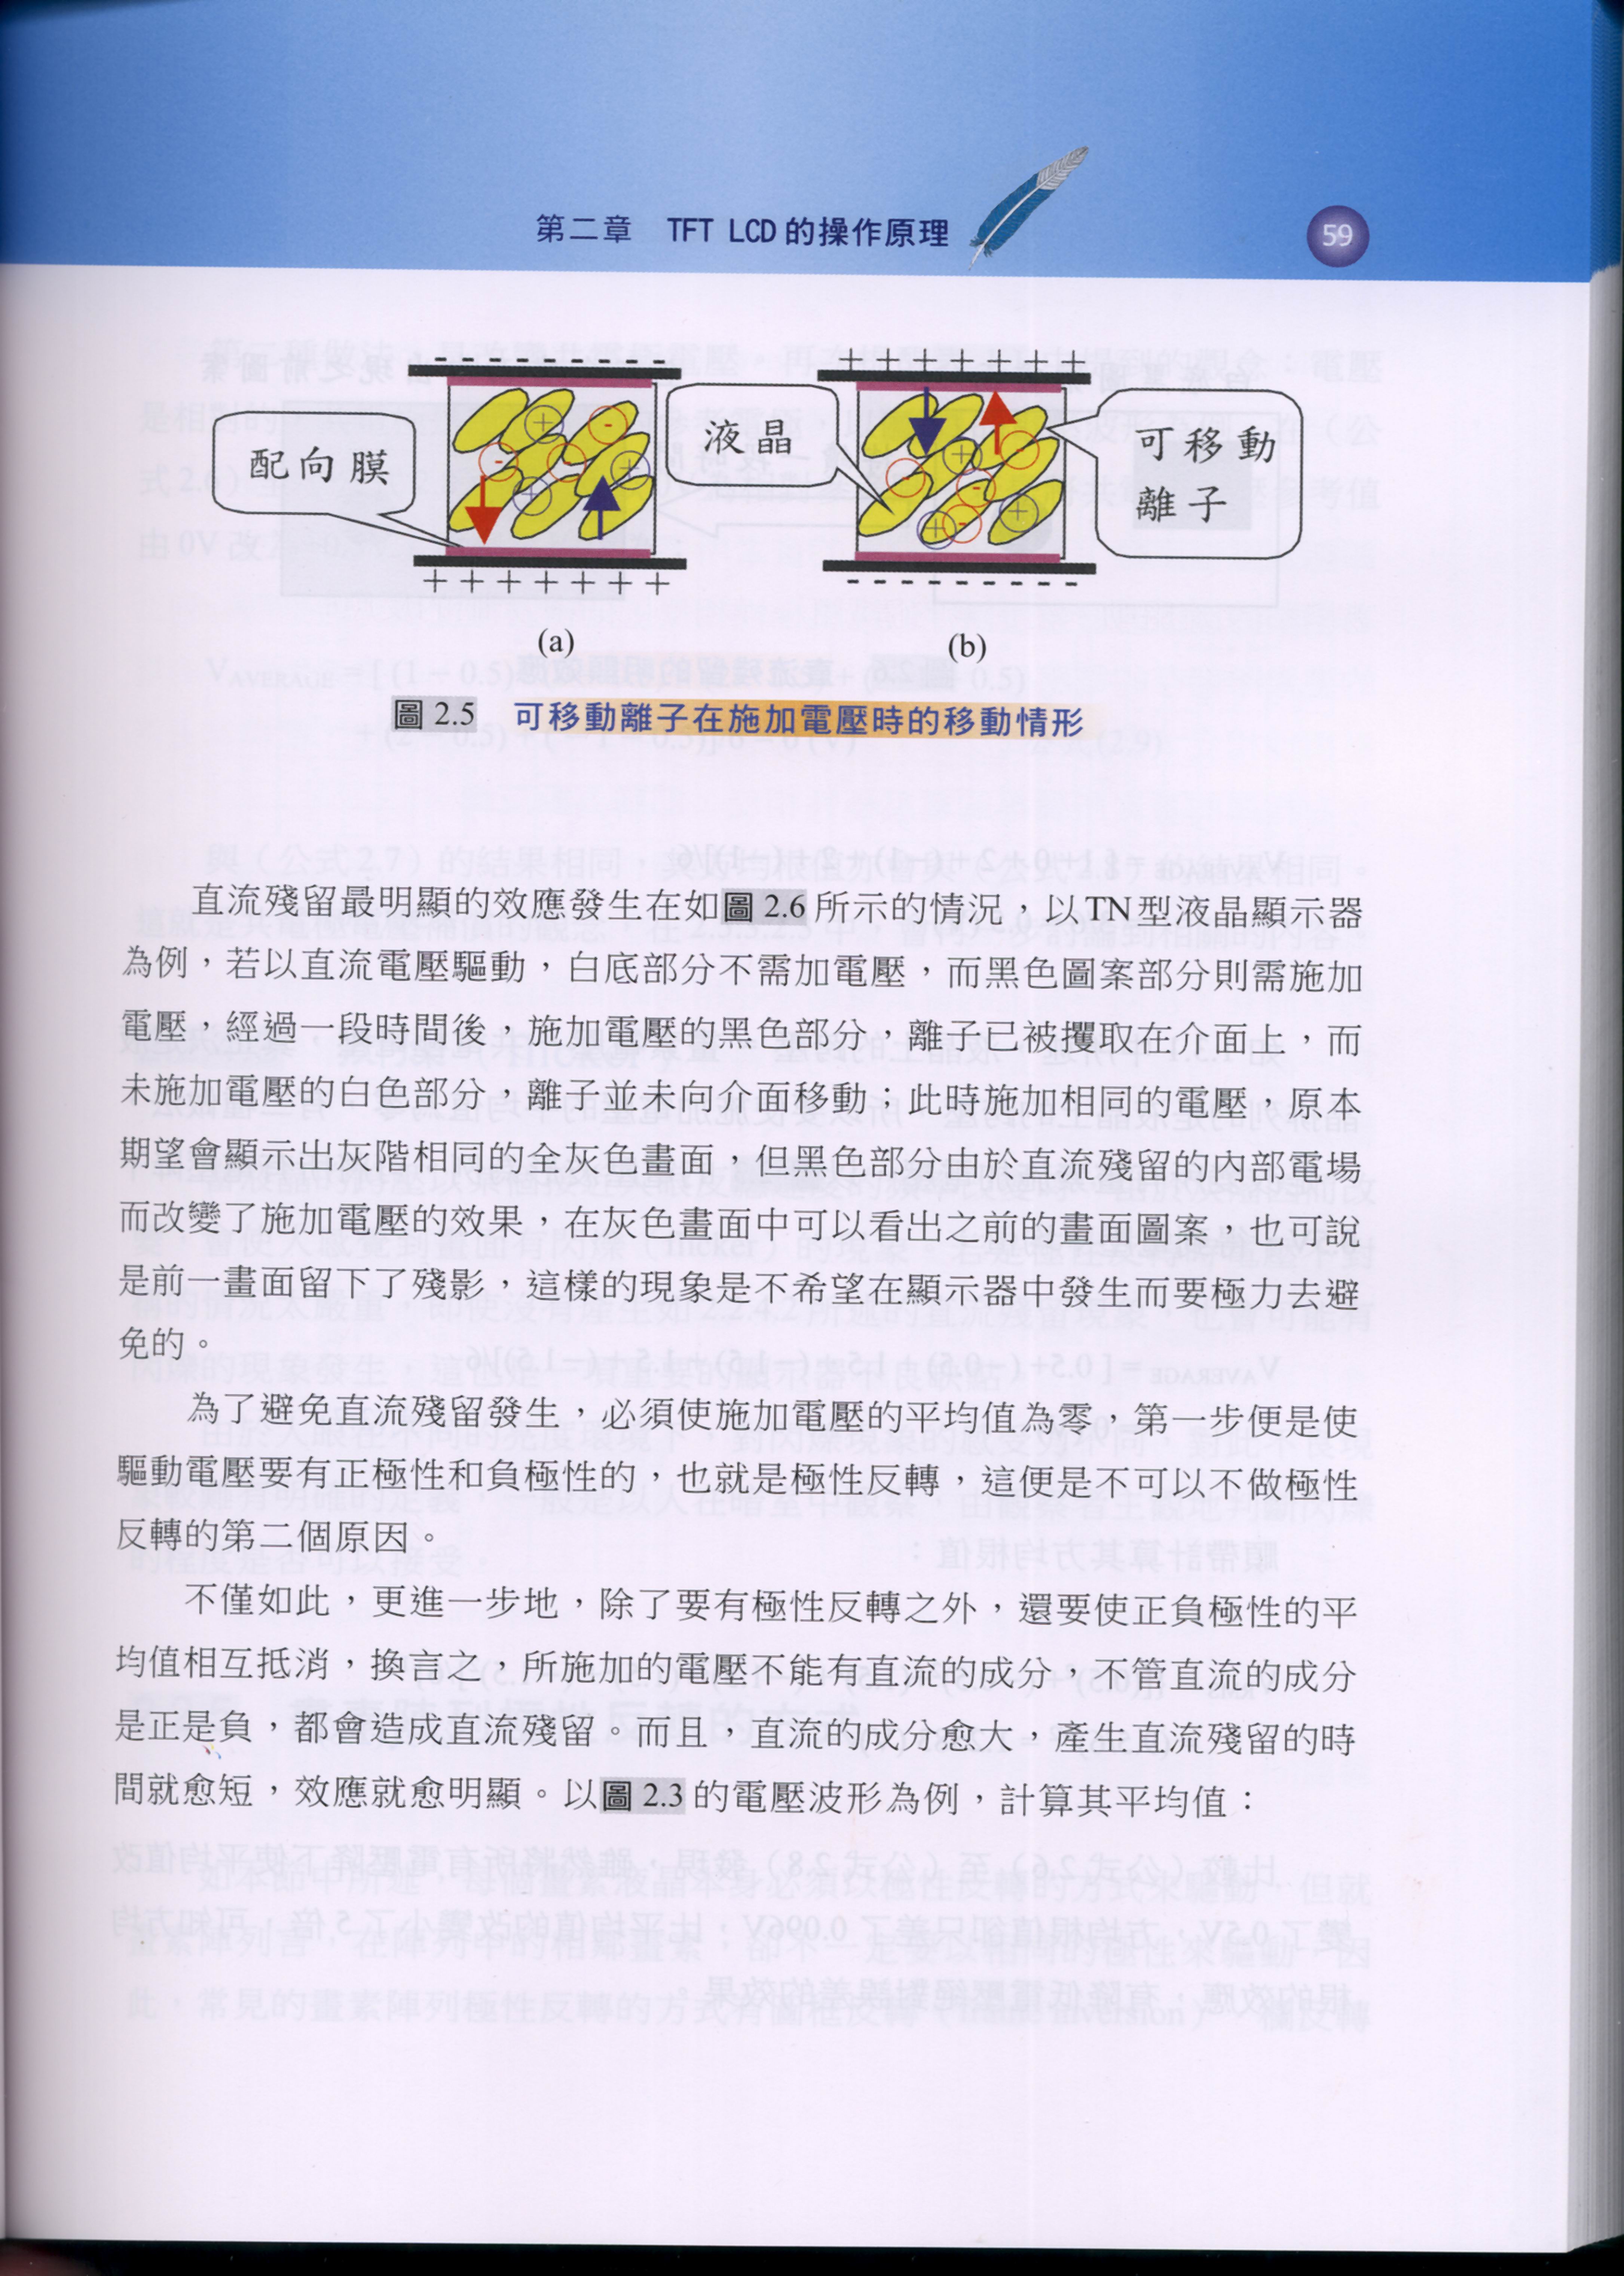 第二章 TFT LCD的操作原理
59
- - - - - - - - -
+ + + + + + +
配向膜
液晶
可移動
離子
+ + + + + + +
- - - - - - - - -
(a)
(b)
圖 2.5 可移動離子在施加電壓時的移動情形
直流殘留最明顯的效應發生在如圖 2.6 所示的情況，以TN型液晶顯示器
為例，若以直流電壓驅動，白底部分不需加電壓，而黑色圖案部分則需施加
電壓，經過一段時間後，施加電壓的黑色部分，離子已被攫取在介面上，而
未施加電壓的白色部分，離子並未向介面移動；此時施加相同的電壓，原本
期望會顯示出灰階相同的全灰色畫面，但黑色部分由於直流殘留的內部電場
而改變了施加電壓的效果，在灰色畫面中可以看出之前的畫面圖案，也可說
是前一畫面留下了殘影，這樣的現象是不希望在顯示器中發生而要極力去避
免的。
為了避免直流殘留發生，必須使施加電壓的平均值為零，第一步便是使
驅動電壓要有正極性和負極性的，也就是極性反轉，這便是不可以不做極性
反轉的第二個原因。
不僅如此，更進一步地，除了要有極性反轉之外，還要使正負極性的平
均值相互抵消，換言之，所施加的電壓不能有直流的成分，不管直流的成分
是正是負，都會造成直流殘留。而且，直流的成分愈大，產生直流殘留的時
間就愈短，效應就愈明顯。以圖 2.3 的電壓波形為例，計算其平均值：